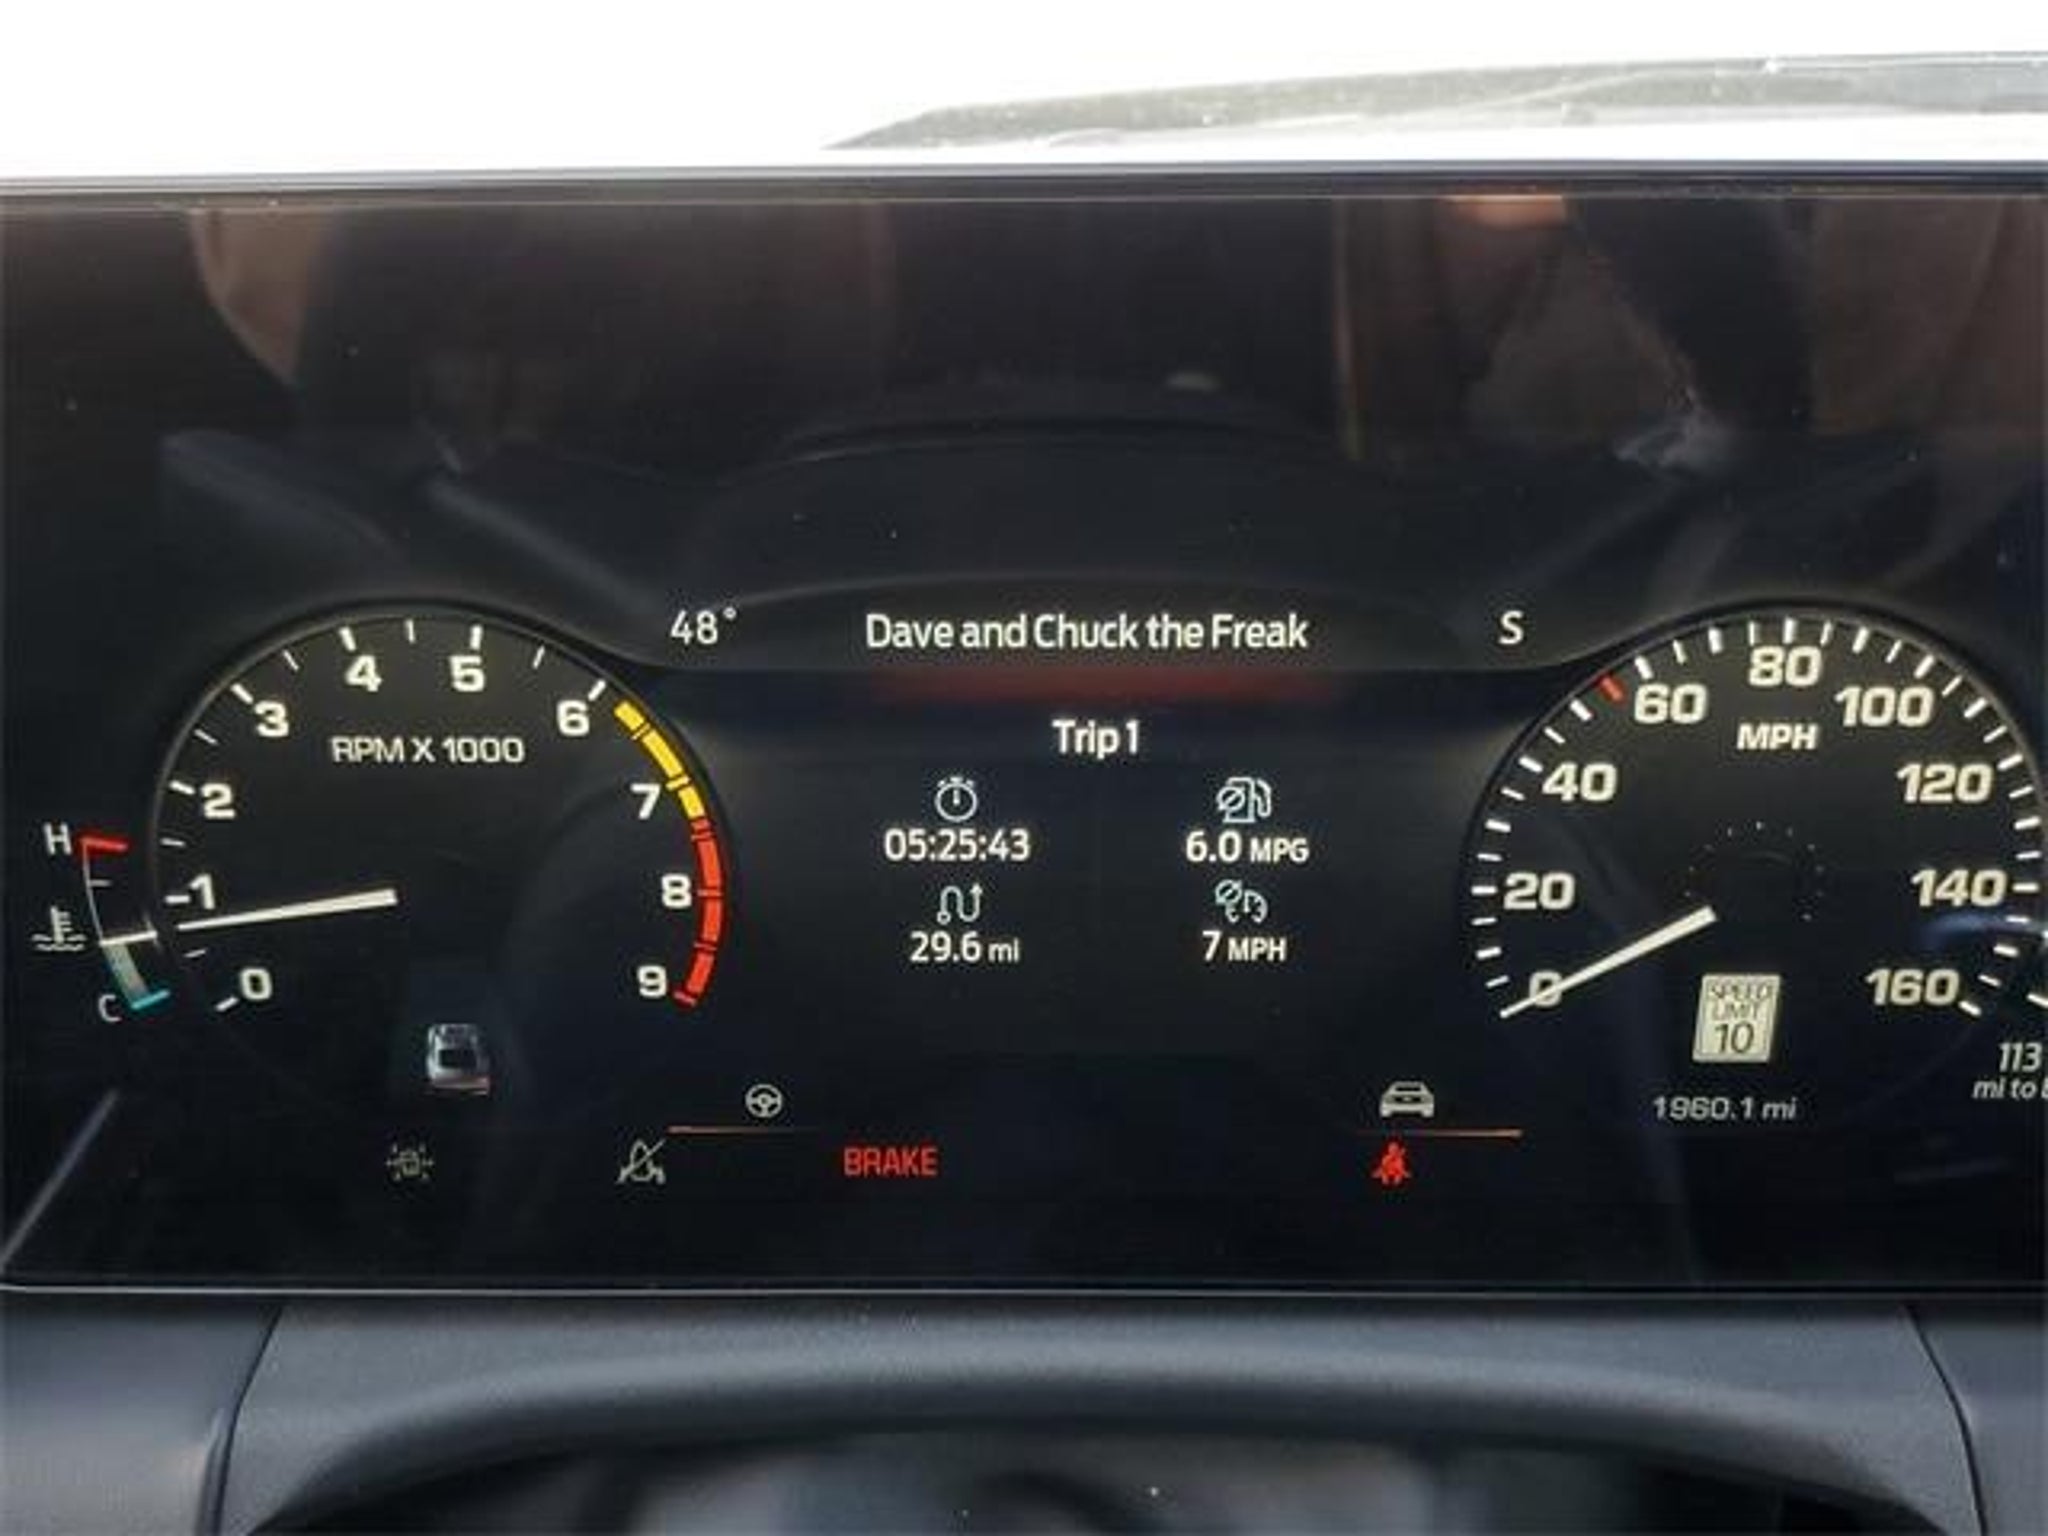 48° Dave and Chuck the Freak S
Trip 1
05:25:43 6.0 MPG
29.6 mi 7 MPH
0 1 2 3 4 5 6 7 8 9
RPM X 1000
H
C
0 20 40 60 80 100 120 140 160
MPH
SPEED
LIMIT
10
1960.1 mi
113
mi to
BRAKE